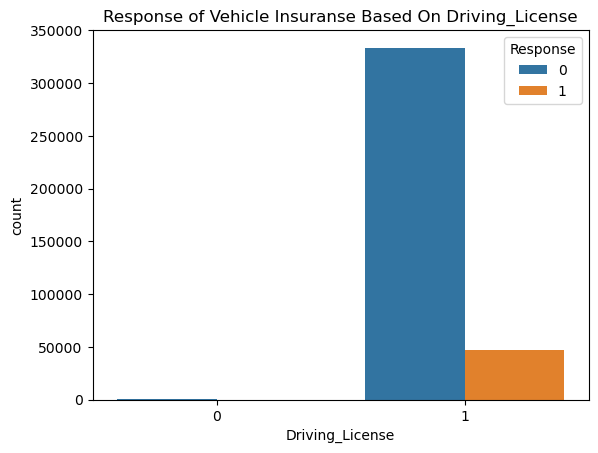 Response of Vehicle Insuranse Based On Driving_License
350000
300000
250000
200000
150000
100000
50000
0
count
Response
0
1
0 1
Driving_License